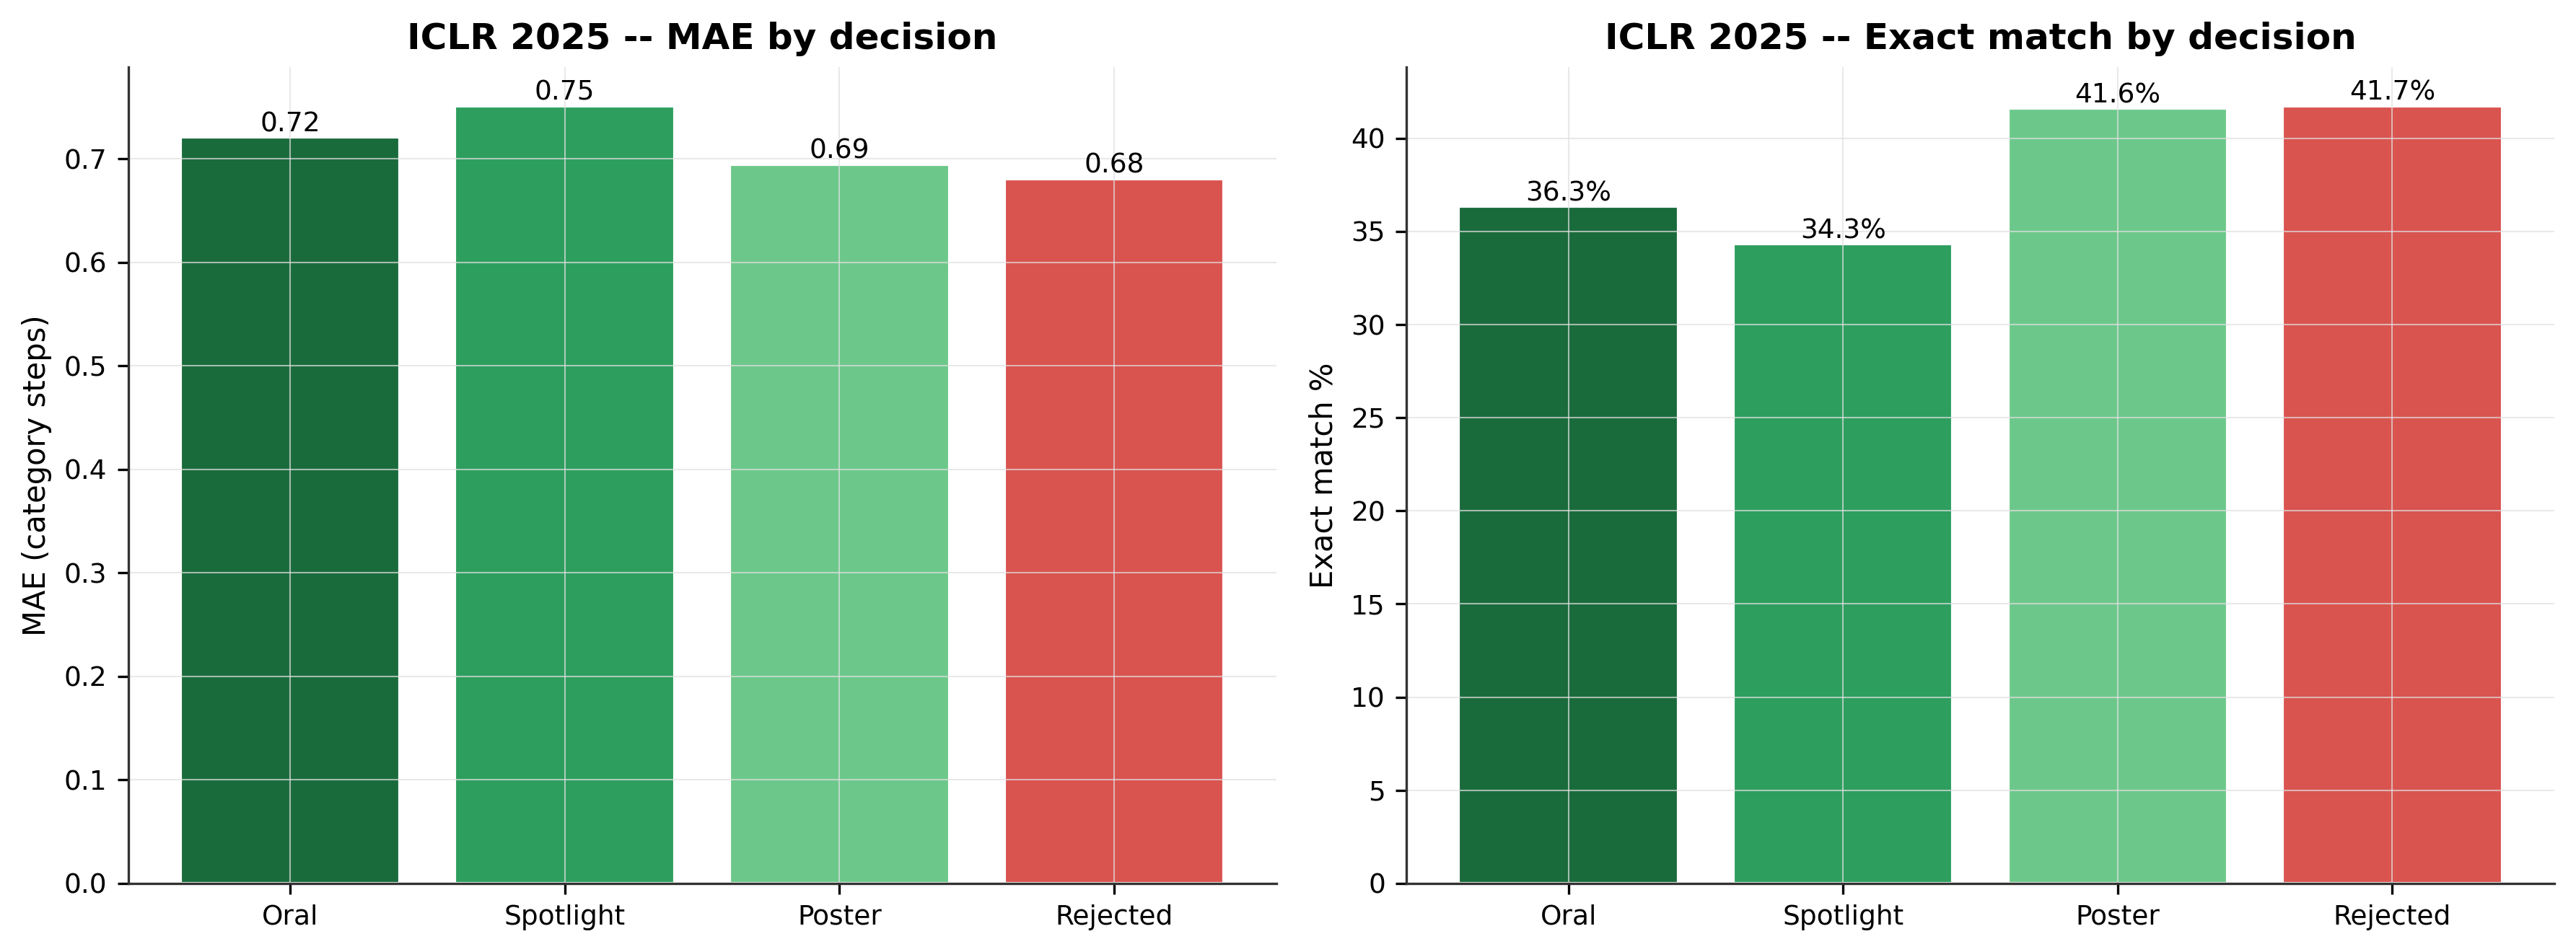 ICLR 2025 -- MAE by decision
MAE (category steps)
0.7
0.6
0.5
0.4
0.3
0.2
0.1
0.0
0.72
0.75
0.69
0.68
Oral
Spotlight
Poster
Rejected
ICLR 2025 -- Exact match by decision
Exact match %
40
35
30
25
20
15
10
5
0
36.3%
34.3%
41.6%
41.7%
Oral
Spotlight
Poster
Rejected